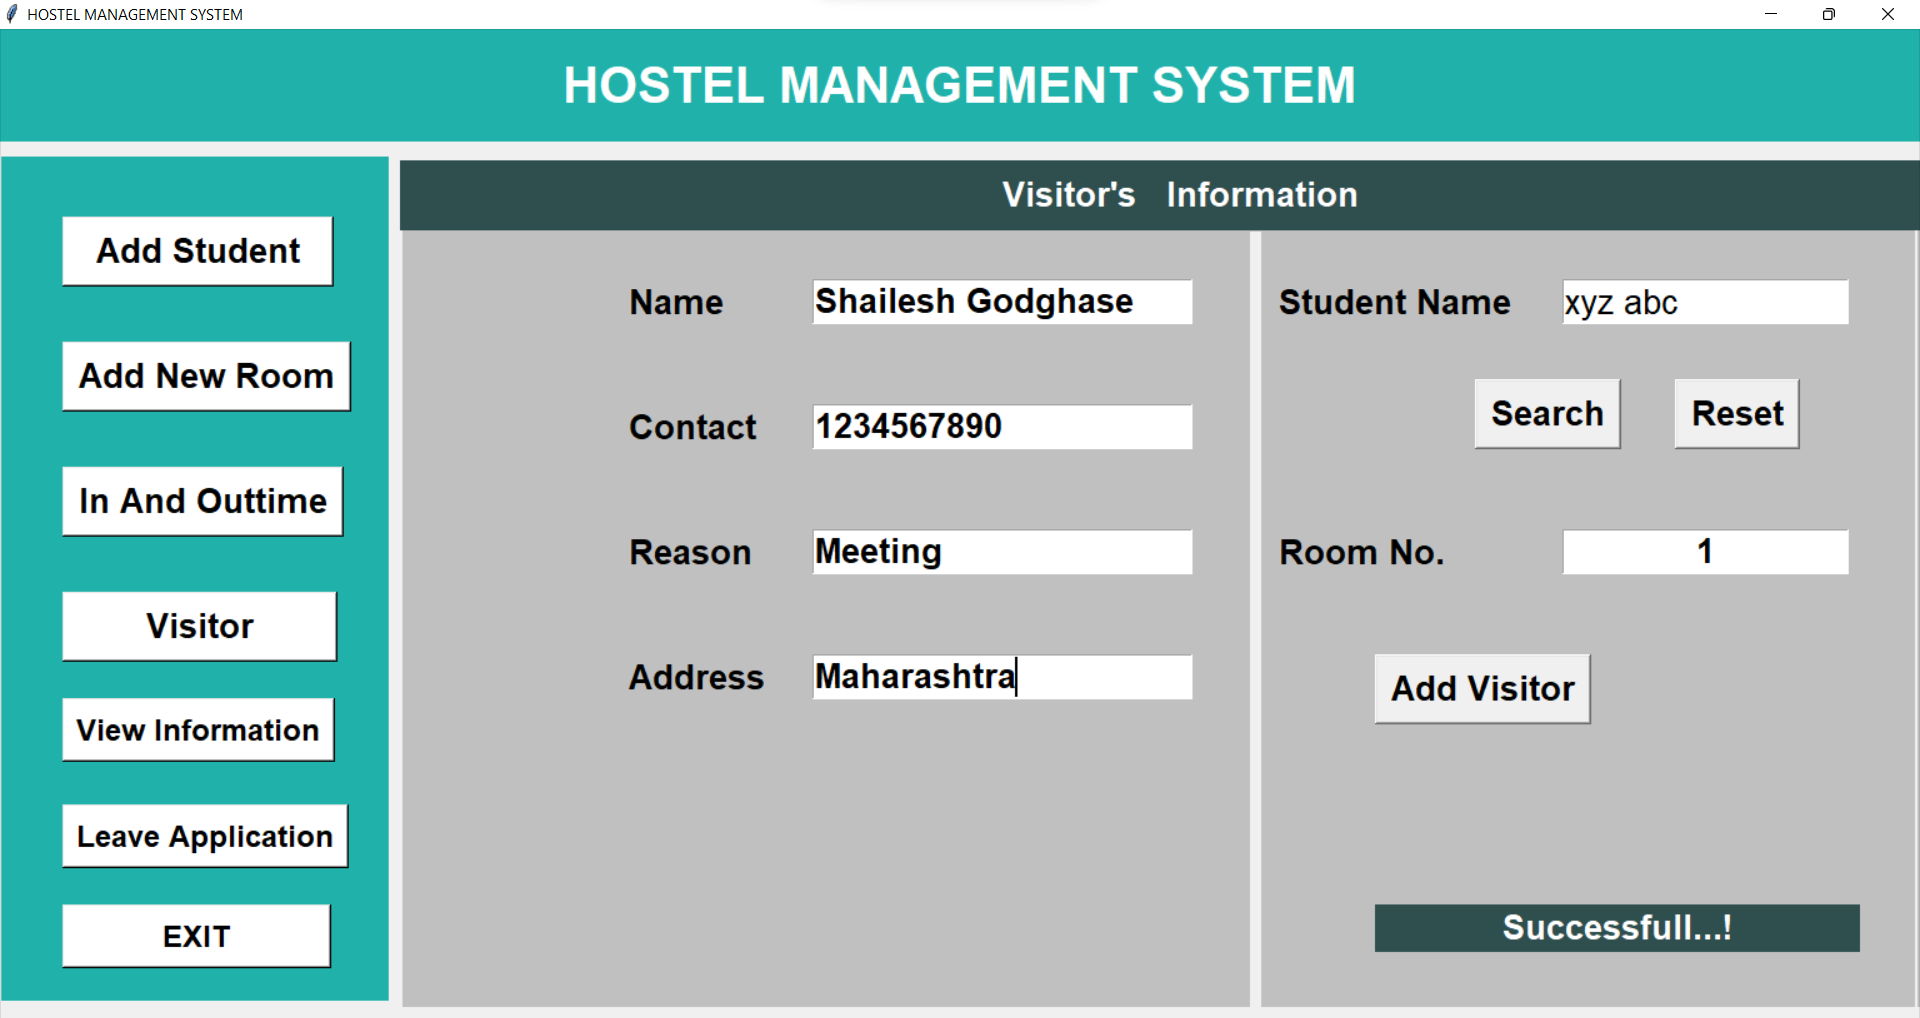 HOSTEL MANAGEMENT SYSTEM
HOSTEL MANAGEMENT SYSTEM
Add Student
Add New Room
In And Outtime
Visitor
View Information
Leave Application
EXIT
Visitor's Information
Name Shailesh Godghase
Contact 1234567890
Reason Meeting
Address Maharashtra
Student Name xyz abc
Search Reset
Room No. 1
Add Visitor
Successfull...!